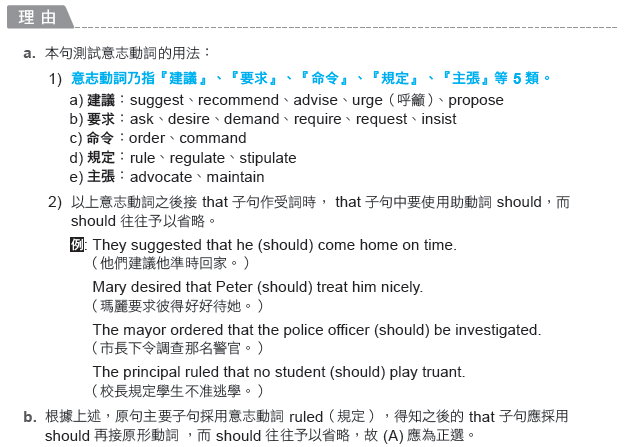 理由
a. 本句測試意志動詞的用法：
1) 意志動詞乃指『建議』、『要求』、『命令』、『規定』、『主張』等 5 類。
a) 建議：suggest、recommend、advise、urge（呼籲）、propose
b) 要求：ask、desire、demand、require、request、insist
c) 命令：order、command
d) 規定：rule、regulate、stipulate
e) 主張：advocate、maintain
2) 以上意志動詞之後接 that 子句作受詞時， that 子句中要使用助動詞 should，而
should 往往予以省略。
例: They suggested that he (should) come home on time.
（他們建議他準時回家。）
Mary desired that Peter (should) treat him nicely.
（瑪麗要求彼得好好待她。）
The mayor ordered that the police officer (should) be investigated.
（市長下令調查那名警官。）
The principal ruled that no student (should) play truant.
（校長規定學生不准逃學。）
b. 根據上述，原句主要子句採用意志動詞 ruled（規定），得知之後的 that 子句應採用
should 再接原形動詞 ，而 should 往往予以省略，故 (A) 應為正選。